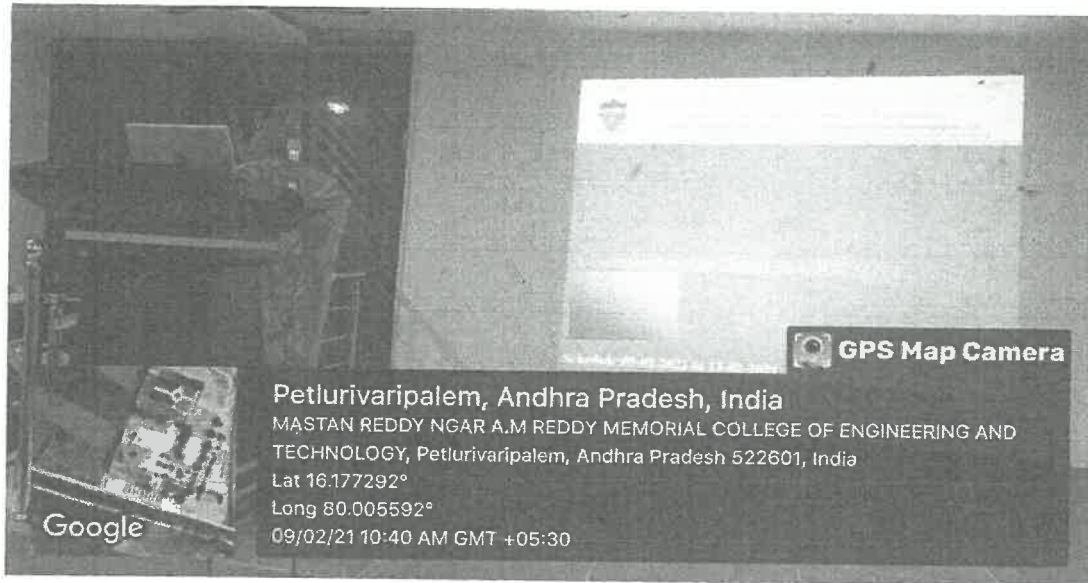 GPS Map Camera
Petlurivaripalem, Andhra Pradesh, India
MASTAN REDDY NGAR A.M REDDY MEMORIAL COLLEGE OF ENGINEERING AND
TECHNOLOGY, Petlurivaripalem, Andhra Pradesh 522601, India
Lat 16.177292°
Long 80.005592°
09/02/21 10:40 AM GMT +05:30
Google